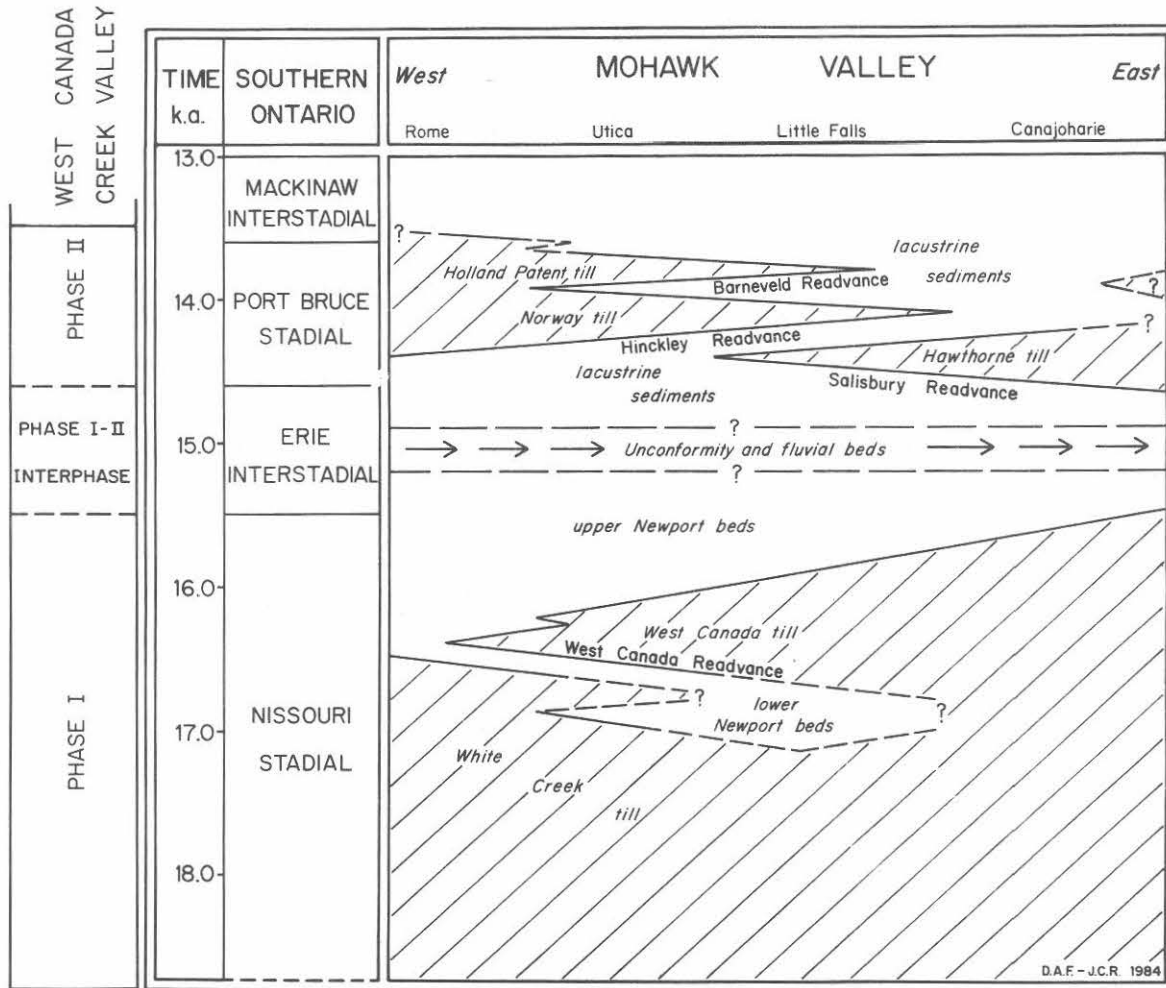 WEST CANADA
CREEK VALLEY
TIME
k.a.
SOUTHERN
ONTARIO
West
MOHAWK VALLEY
East
Rome
Utica
Little Falls
Canajoharie
13.0
14.0
15.0
16.0
17.0
18.0
PHASE II
PHASE I-II
INTERPHASE
PHASE I
MACKINAW
INTERSTADIAL
PORT BRUCE
STADIAL
ERIE
INTERSTADIAL
NISSOURI
STADIAL
?
Holland Patent till
lacustrine
sediments
Barneveld Readvance
?
Norway till
?
Hinckley Readvance
Hawthorne till
lacustrine
sediments
Salisbury Readvance
?
Unconformity and fluvial beds
?
upper Newport beds
West Canada till
West Canada Readvance
?
lower
Newport beds
?
White
Creek
till
D.A.F. – J.C.R. 1984